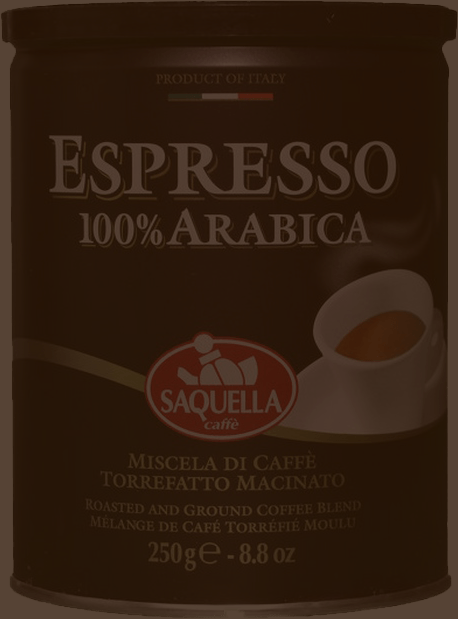 PRODUCT OF ITALY
ESPRESSO
100% ARABICA
SAQUELLA
caffè
MISCELA DI CAFFÈ
TORREFATTO MACINATO
ROASTED AND GROUND COFFEE BLEND
MÉLANGE DE CAFÉ TORRÉFIÉ MOULU
250g℮ - 8.8 oz